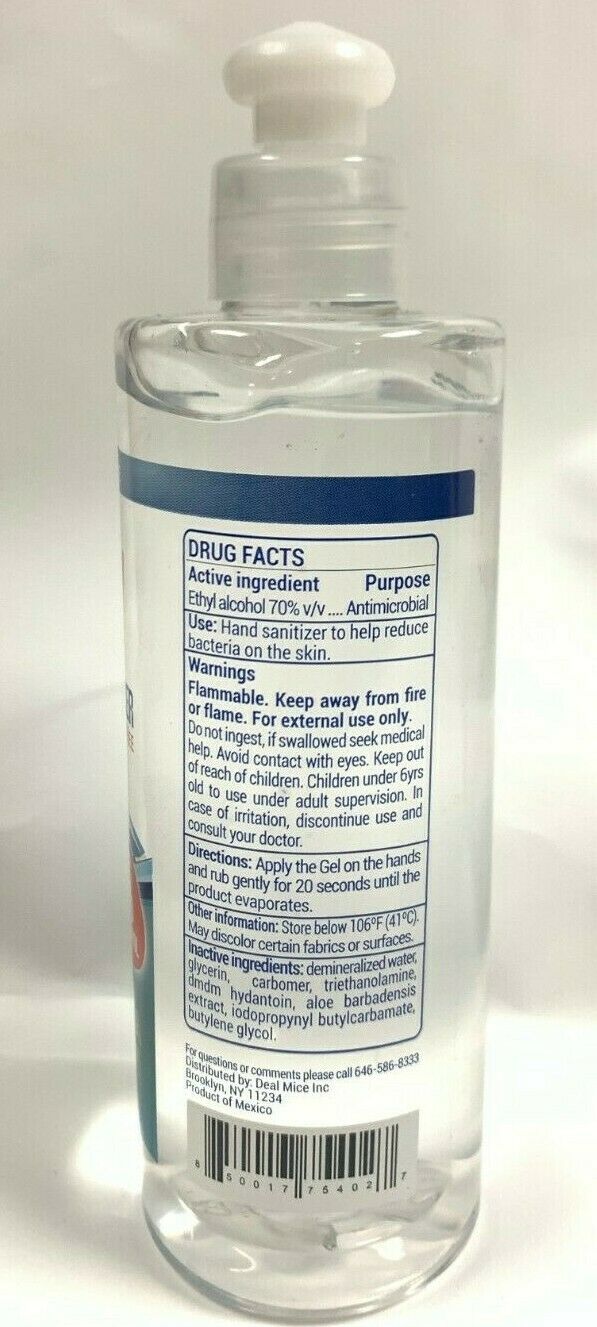 DRUG FACTS
Active ingredient Purpose
Ethyl alcohol 70% v/v .... Antimicrobial
Use: Hand sanitizer to help reduce
bacteria on the skin.
Warnings
Flammable. Keep away from fire
or flame. For external use only.
Do not ingest, if swallowed seek medical
help. Avoid contact with eyes. Keep out
of reach of children. Children under 6yrs
old to use under adult supervision. In
case of irritation, discontinue use and
consult your doctor.
Directions: Apply the Gel on the hands
and rub gently for 20 seconds until the
product evaporates.
Other information: Store below 106ºF (41ºC).
May discolor certain fabrics or surfaces.
Inactive ingredients: demineralized water,
glycerin, carbomer, triethanolamine,
dmdm hydantoin, aloe barbadensis
extract, iodopropynyl butylcarbamate,
butylene glycol.
For questions or comments please call 646-586-8333
Distributed by: Deal Mice Inc
Brooklyn, NY 11234
Product of Mexico
8 50017 75402 7